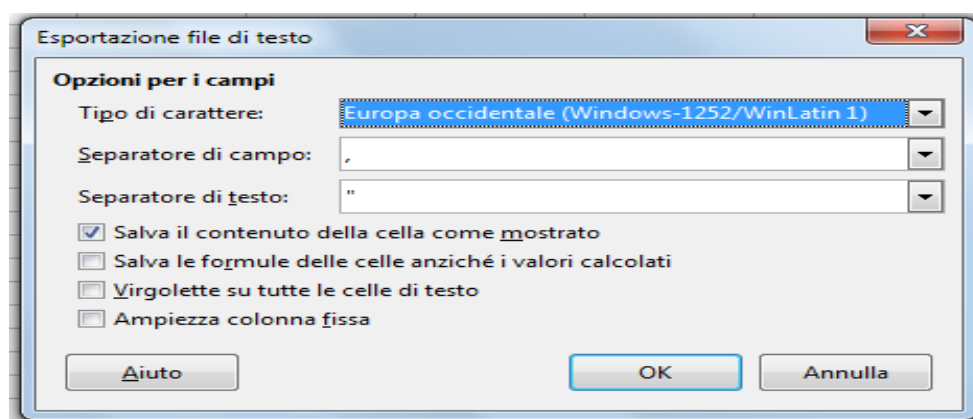 Esportazione file di testo
Opzioni per i campi
Tipo di carattere: Europa occidentale (Windows-1252/WinLatin 1)
Separatore di campo: ,
Separatore di testo: "
Salva il contenuto della cella come mostrato
Salva le formule delle celle anziché i valori calcolati
Virgolette su tutte le celle di testo
Ampiezza colonna fissa
Aiuto OK Annulla